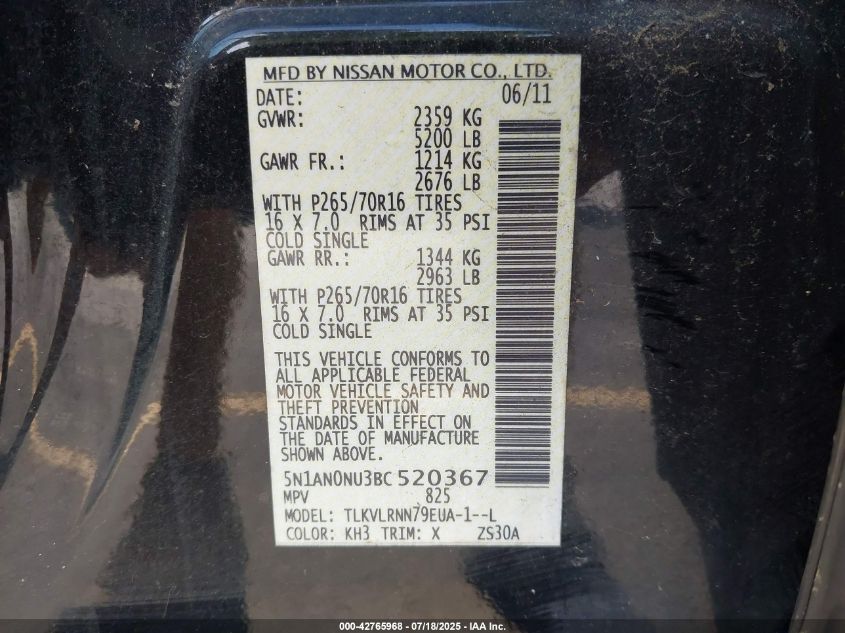 MFD BY NISSAN MOTOR CO., LTD.
DATE: 06/11
GVWR: 2359 KG
5200 LB
GAWR FR.: 1214 KG
2676 LB
WITH P265/70R16 TIRES
16 X 7.0 RIMS AT 35 PSI
COLD SINGLE
GAWR RR.: 1344 KG
2963 LB
WITH P265/70R16 TIRES
16 X 7.0 RIMS AT 35 PSI
COLD SINGLE
THIS VEHICLE CONFORMS TO
ALL APPLICABLE FEDERAL
MOTOR VEHICLE SAFETY AND
THEFT PREVENTION
STANDARDS IN EFFECT ON
THE DATE OF MANUFACTURE
SHOWN ABOVE.
5N1AN0NU3BC520367
MPV 825
MODEL: TLKVLRNN79EUA-1--L
COLOR: KH3 TRIM: X ZS30A
000-42765968 - 07/18/2025 - IAA Inc.